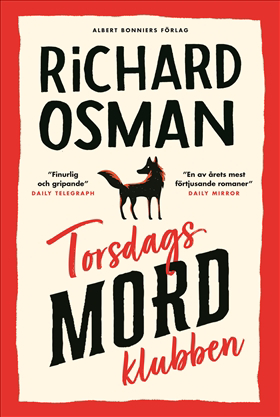 ALBERT BONNIERS FÖRLAG
RiCHARD
OSMAN
”Finurlig
och gripande”
DAILY TELEGRAPH
”En av årets mest
förtjusande romaner”
DAILY MIRROR
Torsdags
MORD
klubben